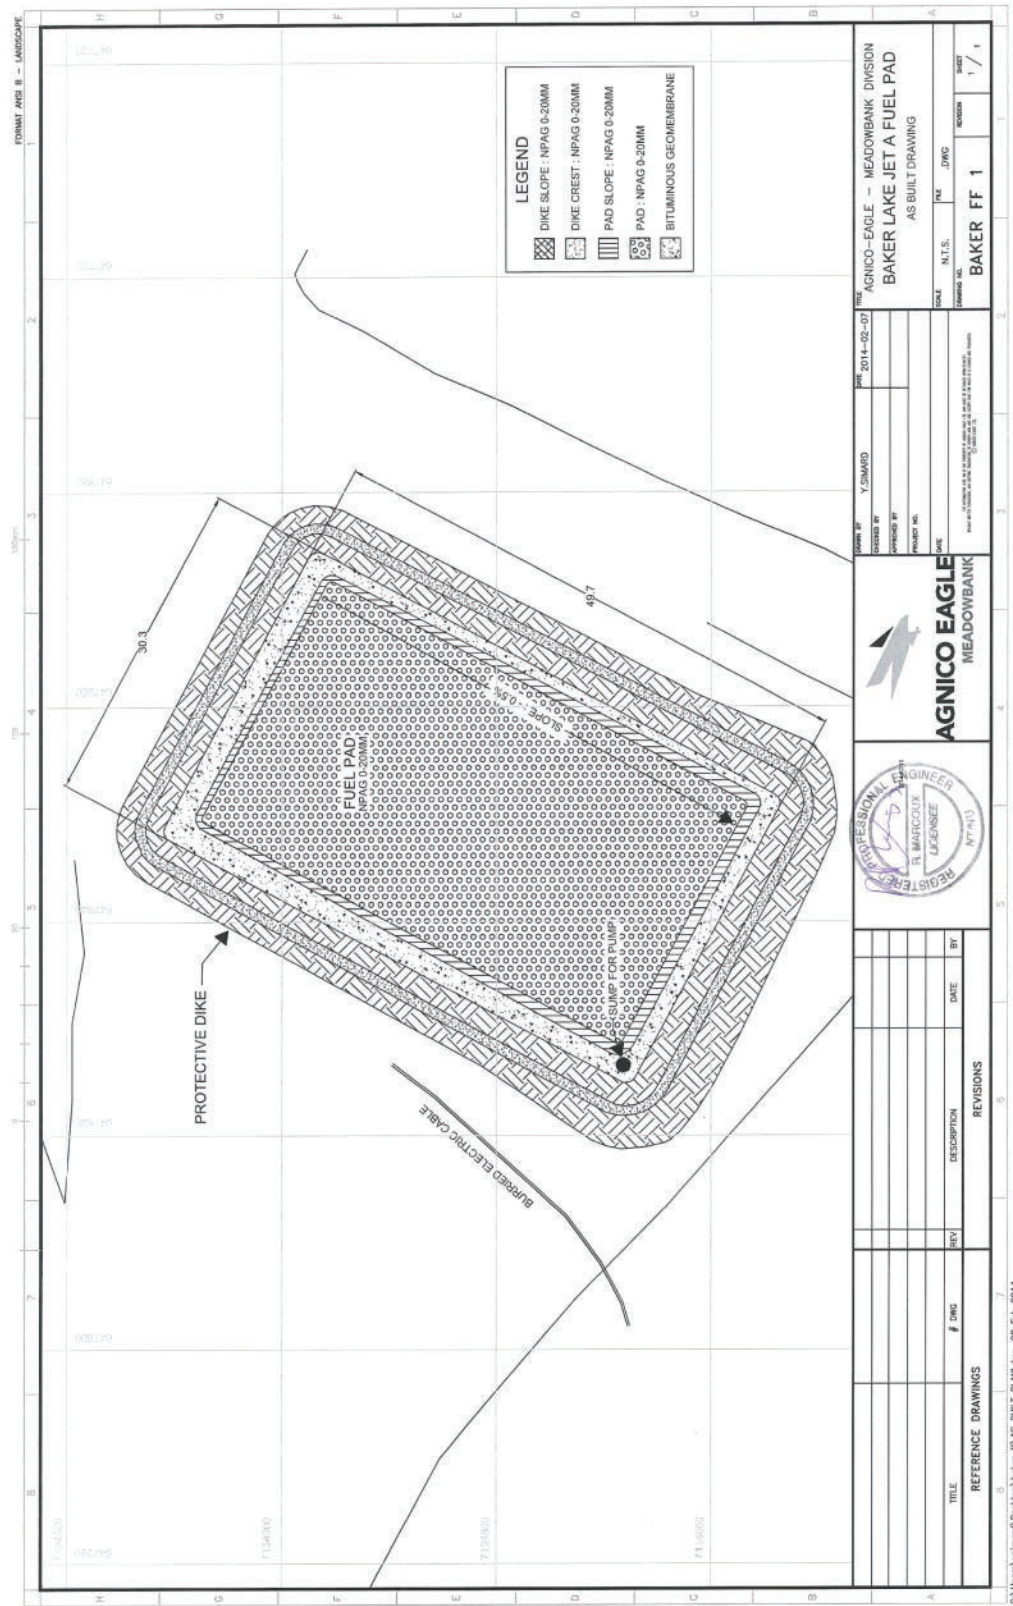 FORMAT ANSI B - LANDSCAPE
LEGEND
DIKE SLOPE : NPAG 0-20MM
DIKE CREST : NPAG 0-20MM
PAD SLOPE : NPAG 0-20MM
PAD : NPAG 0-20MM
BITUMINOUS GEOMEMBRANE
30.3
49.7
FUEL PAD
NPAG 0-20MM
SLOPE : 0.5%
SUMP FOR PUMP
PROTECTIVE DIKE
BURRIED ELECTRIC CABLE
REFERENCE DRAWINGS
TITLE
# DWG
REVISIONS
REV
DESCRIPTION
DATE
BY
REGISTERED PROFESSIONAL ENGINEER
R. MARCOUX
LICENSEE
NT/NU
AGNICO EAGLE
MEADOWBANK
DRAWN BY
Y.SIMARD
DATE
2014-02-07
CHECKED BY
APPROVED BY
PROJECT NO.
DATE
TITLE
AGNICO-EAGLE - MEADOWBANK DIVISION
BAKER LAKE JET A FUEL PAD
AS BUILT DRAWING
SCALE
N.T.S.
FILE
.DWG
DRAWING NO.
BAKER FF 1
REVISION
SHEET
1 / 1